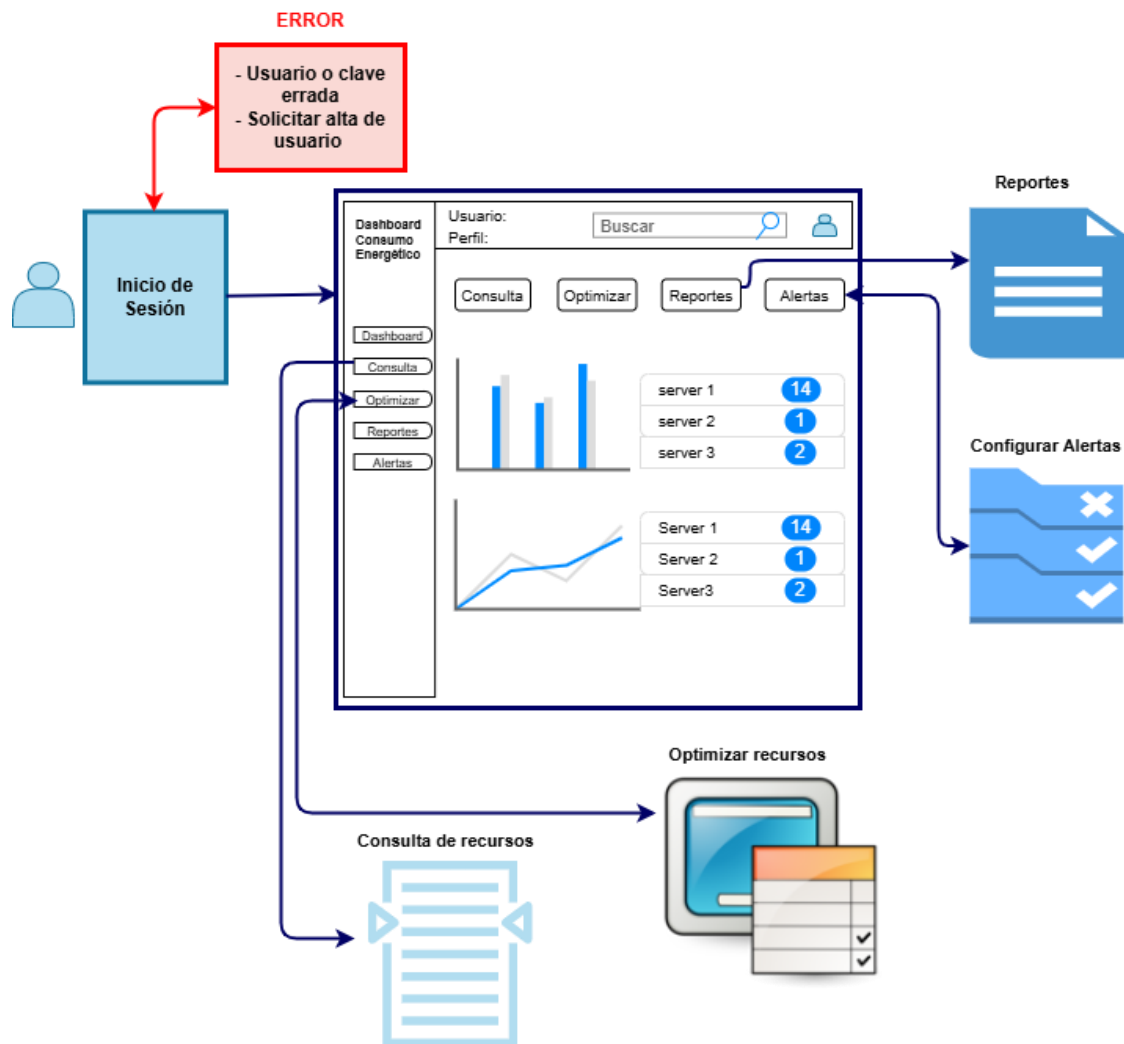 ERROR
- Usuario o clave
errada
- Solicitar alta de
usuario
Inicio de
Sesión
Dashboard
Consumo
Energético
Usuario:
Perfil:
Buscar
Consulta
Optimizar
Reportes
Alertas
Dashboard
Consulta
Optimizar
Reportes
Alertas
server 1 14
server 2 1
server 3 2
Server 1 14
Server 2 1
Server3 2
Reportes
Configurar Alertas
Optimizar recursos
Consulta de recursos